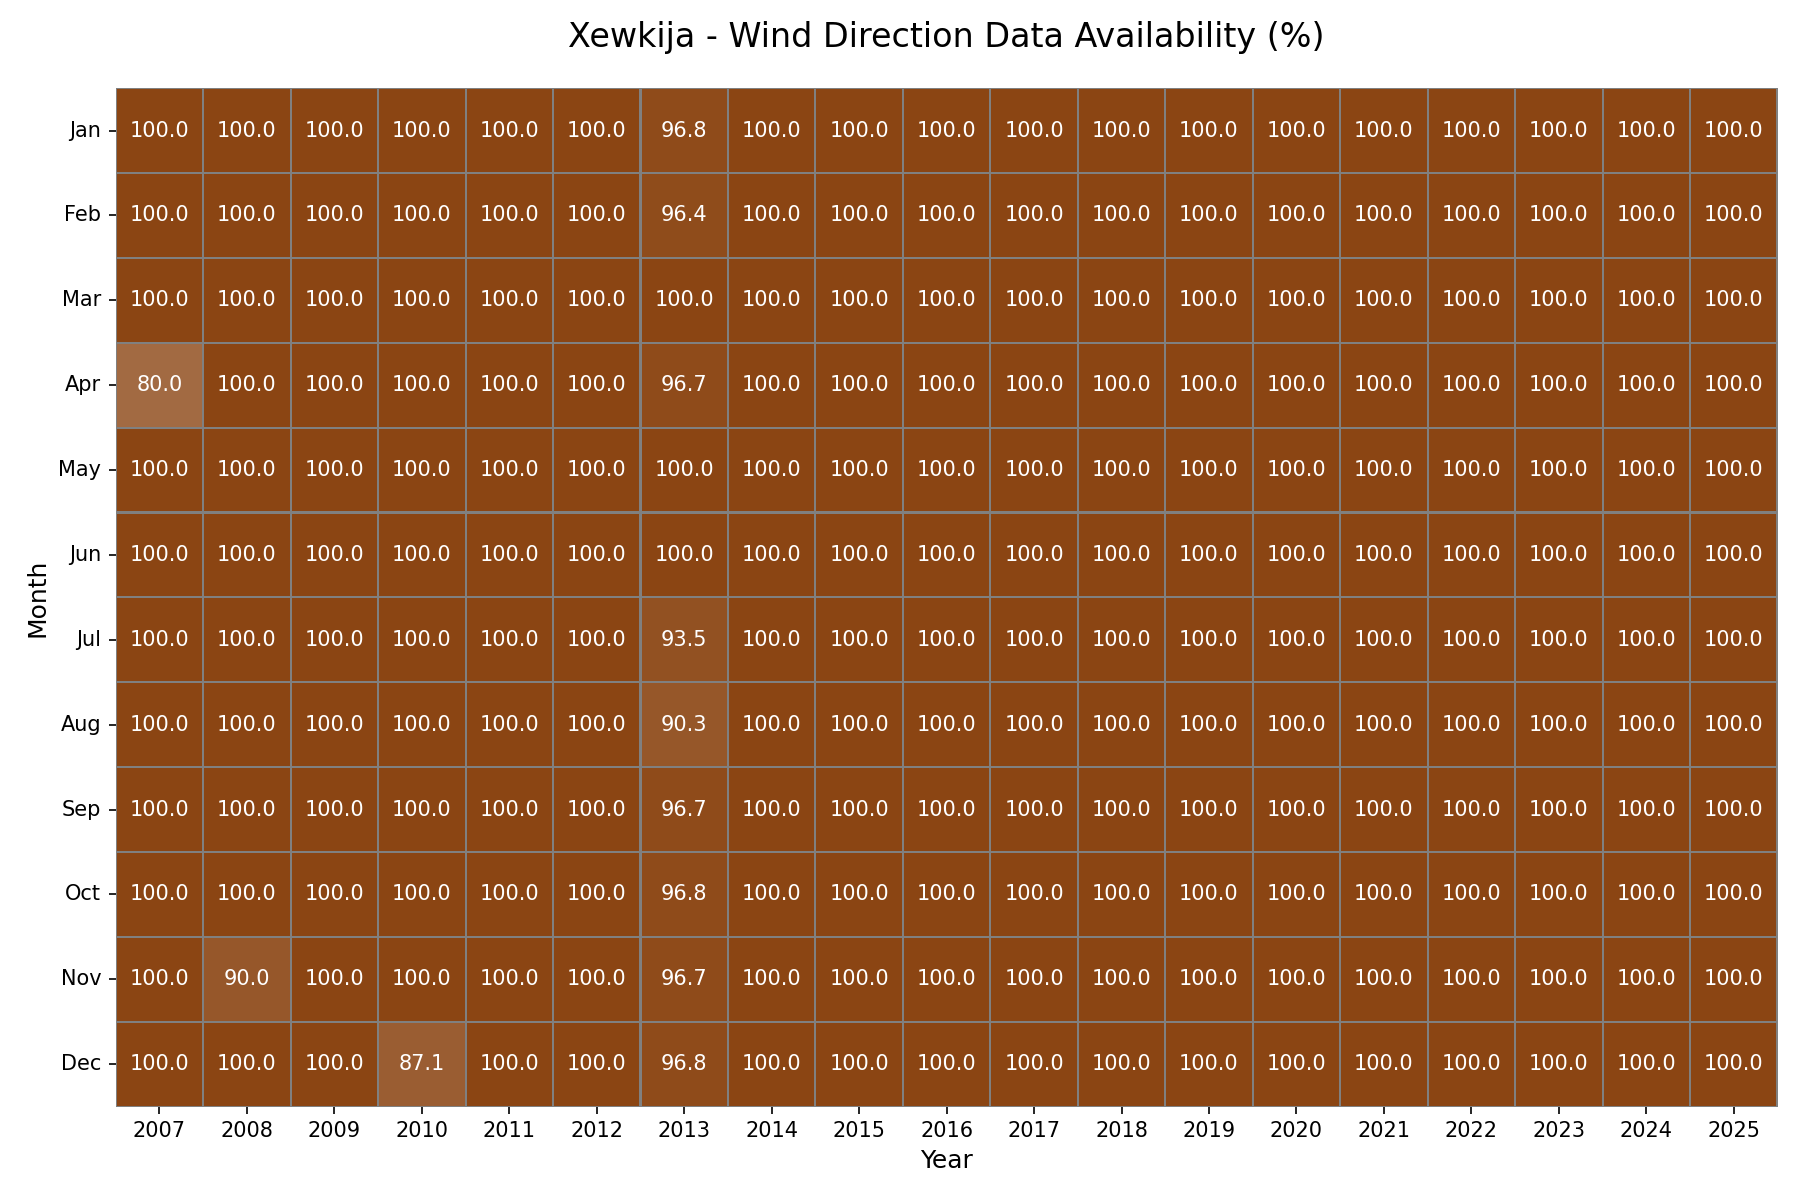 Xewkija - Wind Direction Data Availability (%)
Jan 100.0 100.0 100.0 100.0 100.0 100.0 96.8 100.0 100.0 100.0 100.0 100.0 100.0 100.0 100.0 100.0 100.0 100.0 100.0
Feb 100.0 100.0 100.0 100.0 100.0 100.0 96.4 100.0 100.0 100.0 100.0 100.0 100.0 100.0 100.0 100.0 100.0 100.0 100.0
Mar 100.0 100.0 100.0 100.0 100.0 100.0 100.0 100.0 100.0 100.0 100.0 100.0 100.0 100.0 100.0 100.0 100.0 100.0 100.0
Apr 80.0 100.0 100.0 100.0 100.0 100.0 96.7 100.0 100.0 100.0 100.0 100.0 100.0 100.0 100.0 100.0 100.0 100.0 100.0
May 100.0 100.0 100.0 100.0 100.0 100.0 100.0 100.0 100.0 100.0 100.0 100.0 100.0 100.0 100.0 100.0 100.0 100.0 100.0
Jun 100.0 100.0 100.0 100.0 100.0 100.0 100.0 100.0 100.0 100.0 100.0 100.0 100.0 100.0 100.0 100.0 100.0 100.0 100.0
Month
Jul 100.0 100.0 100.0 100.0 100.0 100.0 93.5 100.0 100.0 100.0 100.0 100.0 100.0 100.0 100.0 100.0 100.0 100.0 100.0
Aug 100.0 100.0 100.0 100.0 100.0 100.0 90.3 100.0 100.0 100.0 100.0 100.0 100.0 100.0 100.0 100.0 100.0 100.0 100.0
Sep 100.0 100.0 100.0 100.0 100.0 100.0 96.7 100.0 100.0 100.0 100.0 100.0 100.0 100.0 100.0 100.0 100.0 100.0 100.0
Oct 100.0 100.0 100.0 100.0 100.0 100.0 96.8 100.0 100.0 100.0 100.0 100.0 100.0 100.0 100.0 100.0 100.0 100.0 100.0
Nov 100.0 90.0 100.0 100.0 100.0 100.0 96.7 100.0 100.0 100.0 100.0 100.0 100.0 100.0 100.0 100.0 100.0 100.0 100.0
Dec 100.0 100.0 100.0 87.1 100.0 100.0 96.8 100.0 100.0 100.0 100.0 100.0 100.0 100.0 100.0 100.0 100.0 100.0 100.0
2007 2008 2009 2010 2011 2012 2013 2014 2015 2016 2017 2018 2019 2020 2021 2022 2023 2024 2025
Year